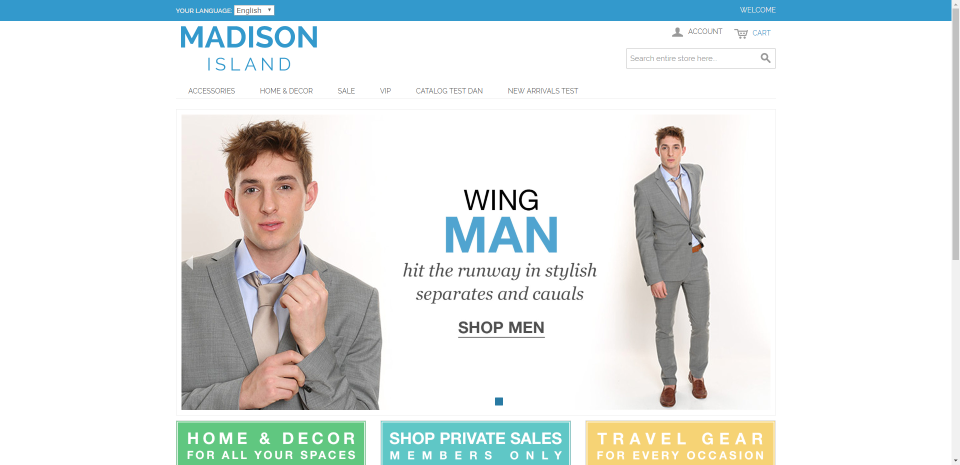 YOUR LANGUAGE: English
WELCOME
MADISON
ISLAND
ACCOUNT
CART
Search entire store here...
ACCESSORIES HOME & DECOR SALE VIP CATALOG TEST DAN NEW ARRIVALS TEST
WING
MAN
hit the runway in stylish
separates and cauals
SHOP MEN
HOME & DECOR
FOR ALL YOUR SPACES
SHOP PRIVATE SALES
MEMBERS ONLY
TRAVEL GEAR
FOR EVERY OCCASION